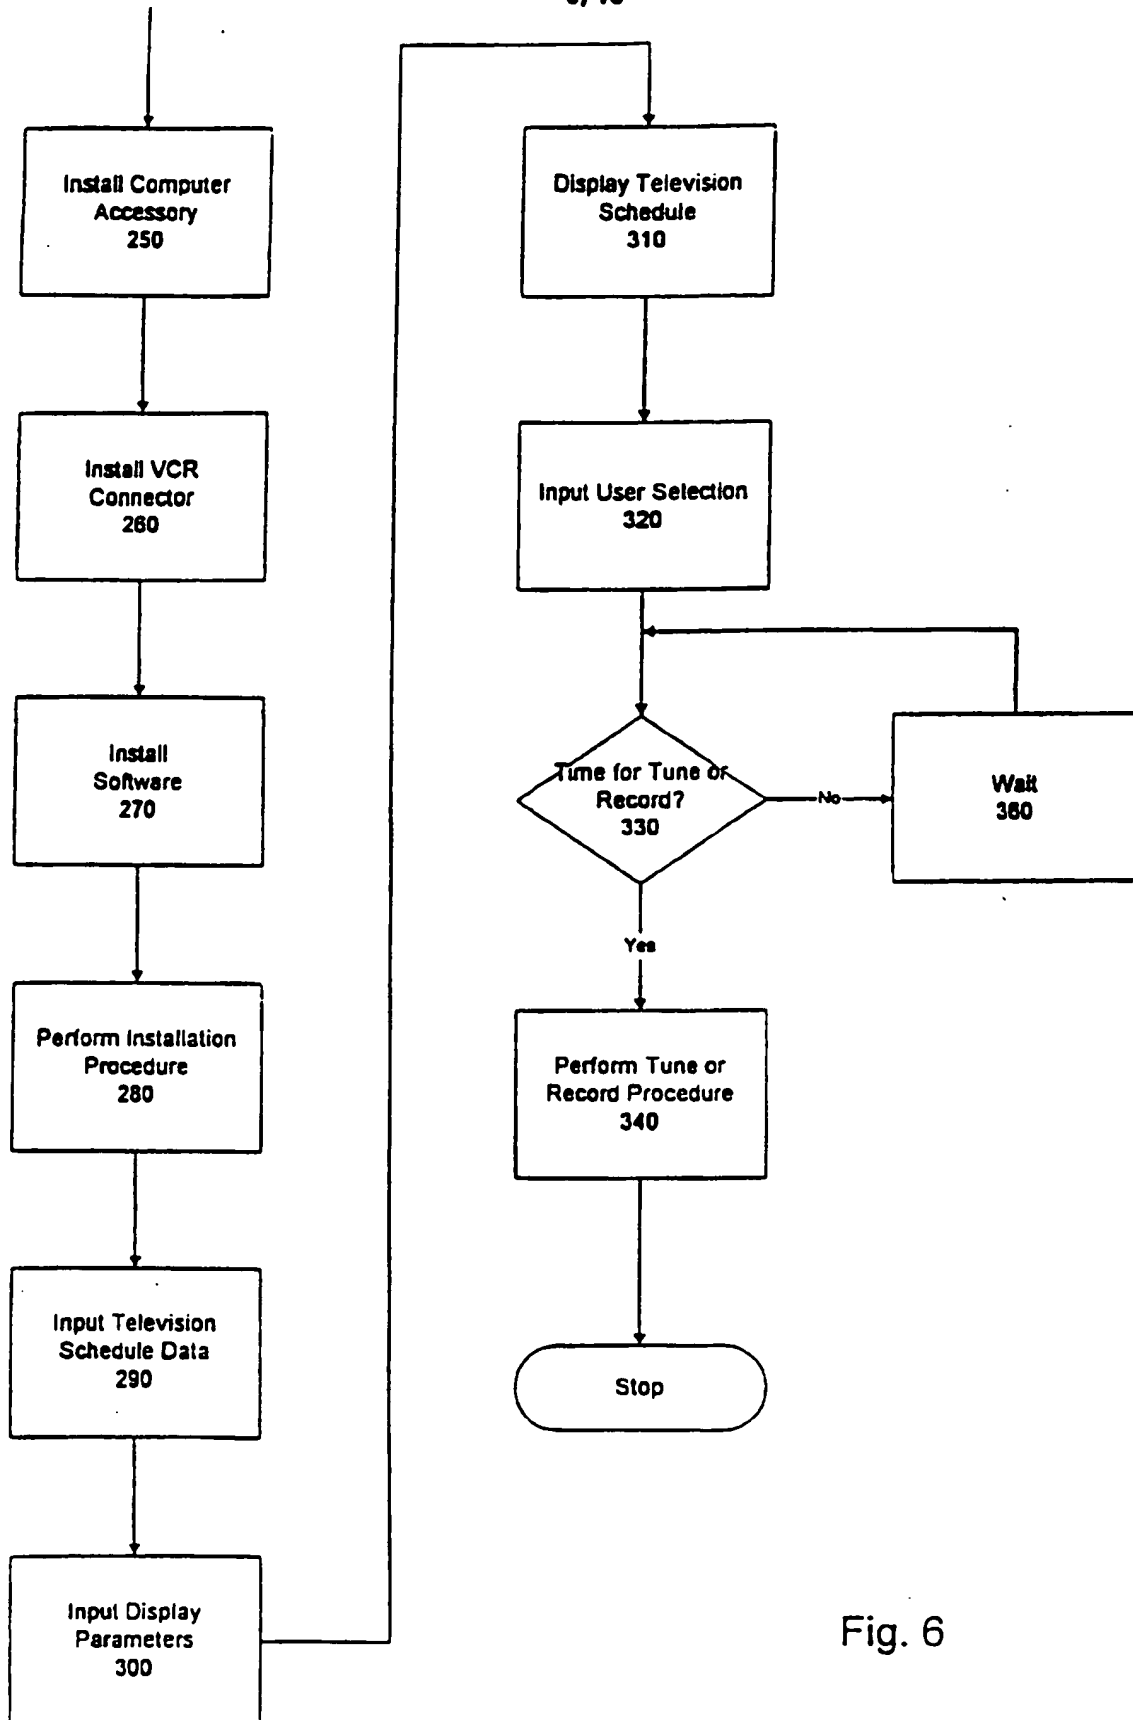 Install Computer
Accessory
250
Install VCR
Connector
260
Install
Software
270
Perform Installation
Procedure
280
Input Television
Schedule Data
290
Input Display
Parameters
300
Display Television
Schedule
310
Input User Selection
320
Time for Tune or
Record?
330
No
Wait
360
Yes
Perform Tune or
Record Procedure
340
Stop
Fig. 6